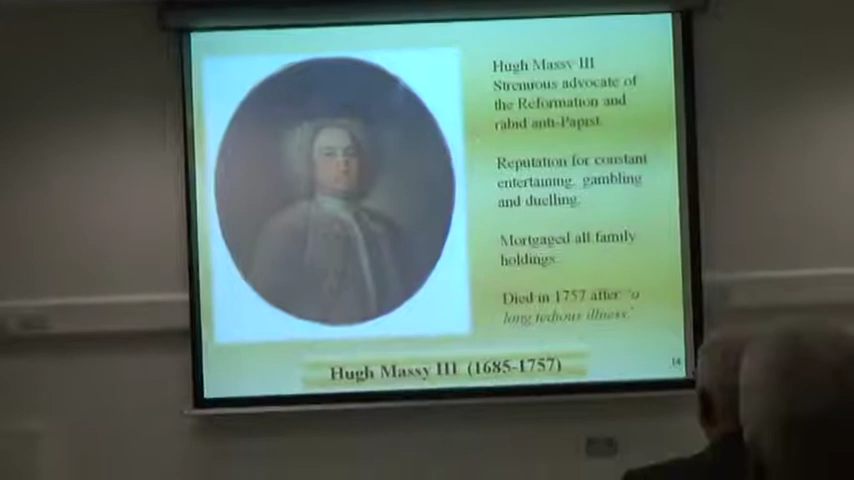 Hugh Massy III
Strenuous advocate of
the Reformation and
rabid anti-Papist.
Reputation for constant
entertaining, gambling
and duelling.
Mortgaged all family
holdings.
Died in 1757 after 'a
long tedious illness.'
Hugh Massy III (1685-1757)
14